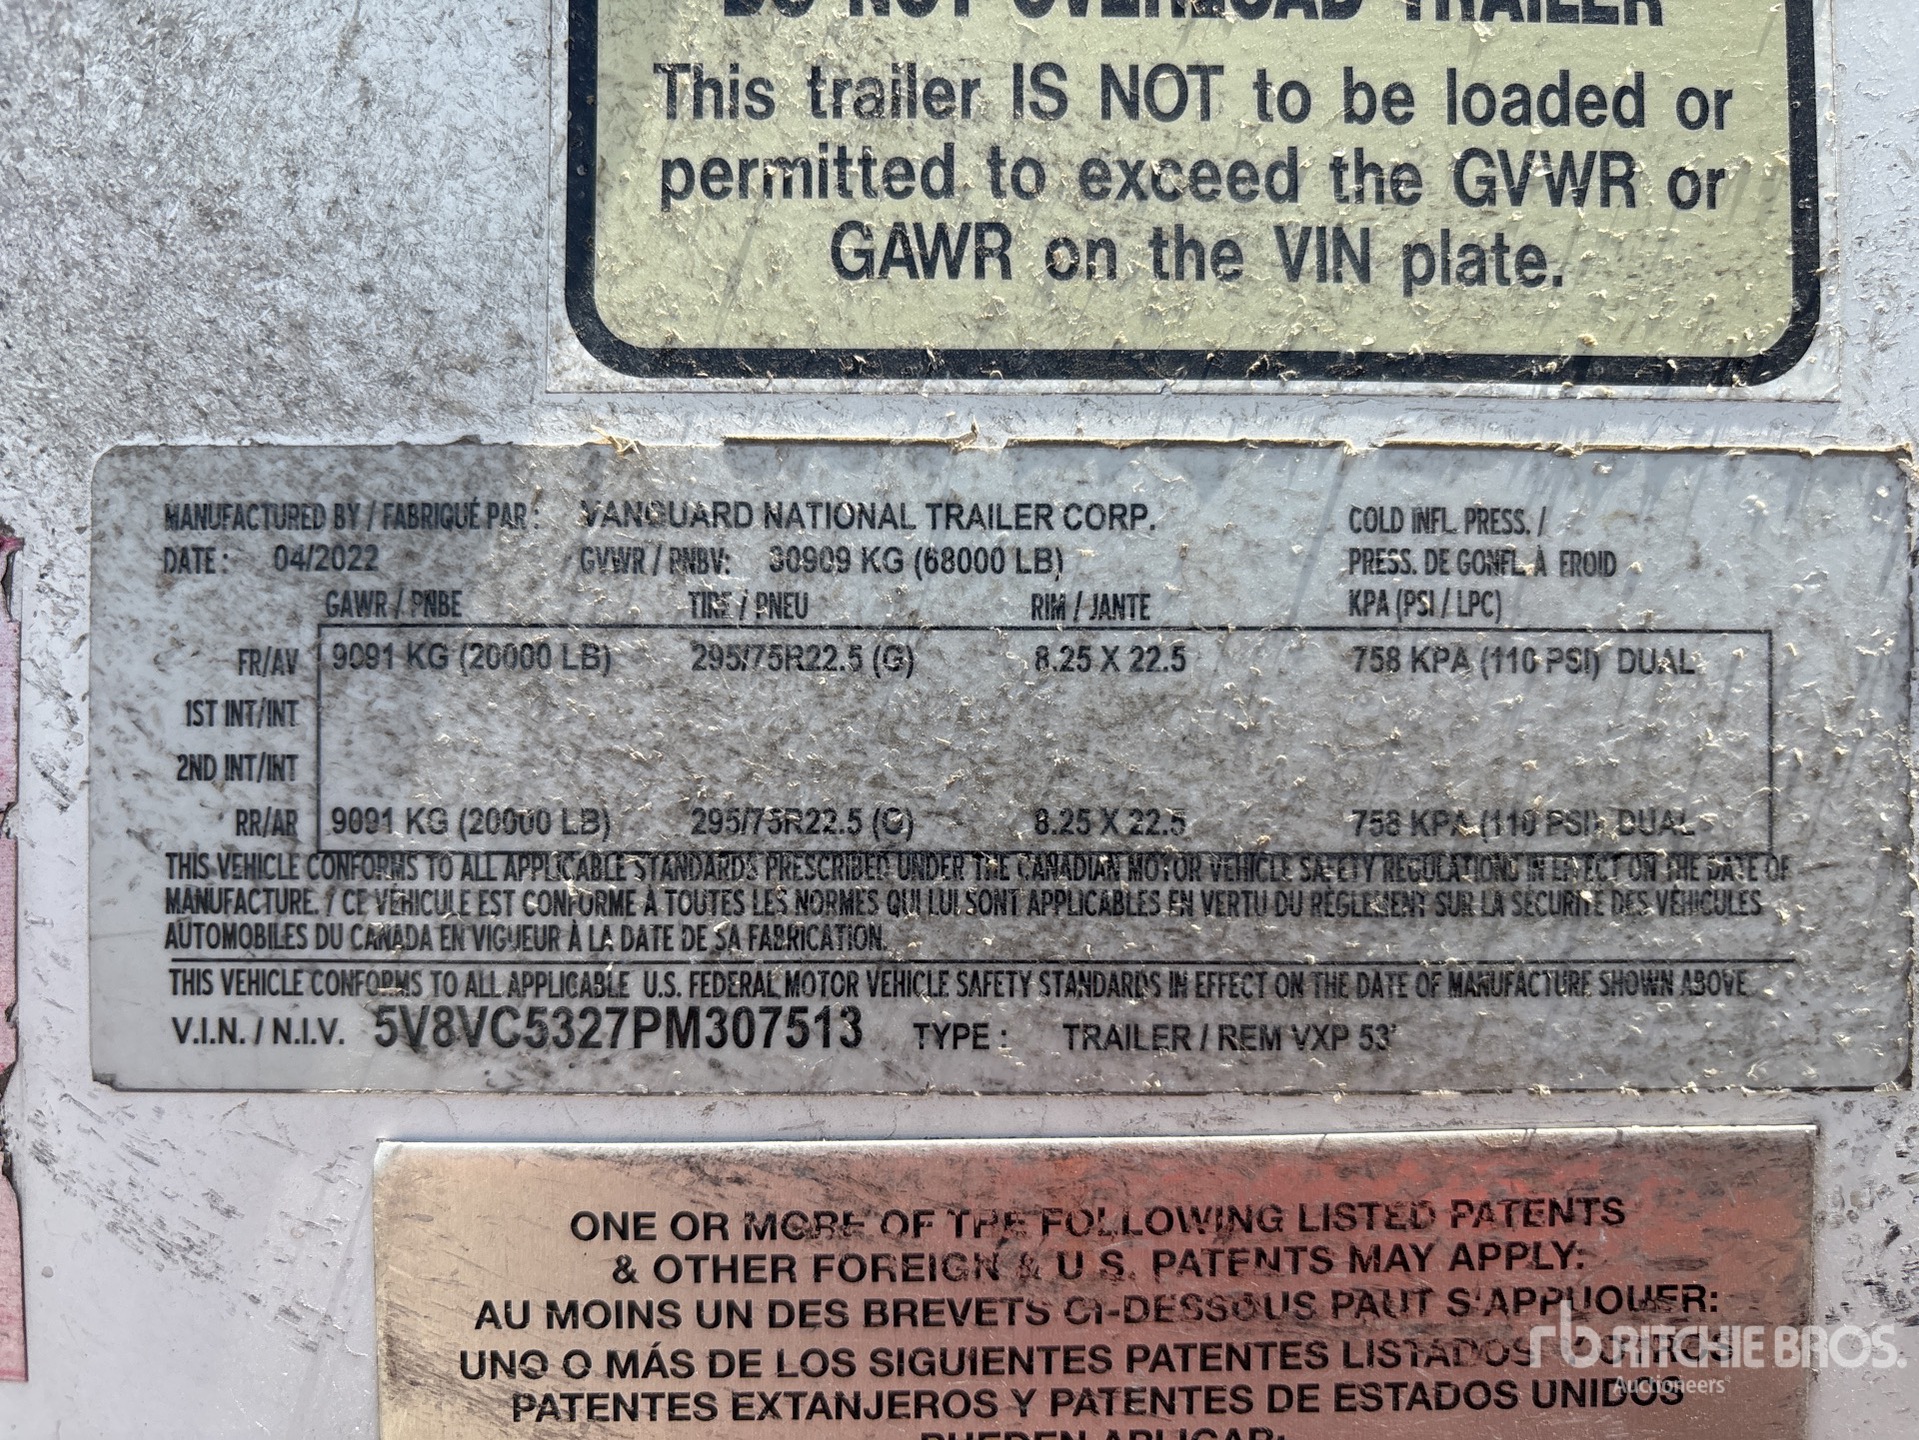 DO NOT OVERLOAD TRAILER
This trailer IS NOT to be loaded or
permitted to exceed the GVWR or
GAWR on the VIN plate.
MANUFACTURED BY / FABRIQUÉ PAR : VANGUARD NATIONAL TRAILER CORP. COLD INFL. PRESS. /
DATE : 04/2022 GVWR / PNBV: 30909 KG (68000 LB) PRESS. DE GONFL. À FROID
GAWR / PNBE TIRE / PNEU RIM / JANTE KPA (PSI / LPC)
FR/AV 9091 KG (20000 LB) 295/75R22.5 (G) 8.25 X 22.5 758 KPA (110 PSI) DUAL
1ST INT/INT
2ND INT/INT
RR/AR 9091 KG (20000 LB) 295/75R22.5 (G) 8.25 X 22.5 758 KPA (110 PSI) DUAL
THIS VEHICLE CONFORMS TO ALL APPLICABLE STANDARDS PRESCRIBED UNDER THE CANADIAN MOTOR VEHICLE SAFETY REGULATIONS IN EFFECT ON THE DATE OF
MANUFACTURE. / CE VÉHICULE EST CONFORME À TOUTES LES NORMES QUI LUI SONT APPLICABLES EN VERTU DU RÈGLEMENT SUR LA SÉCURITÉ DES VÉHICULES
AUTOMOBILES DU CANADA EN VIGUEUR À LA DATE DE SA FABRICATION.
THIS VEHICLE CONFORMS TO ALL APPLICABLE U.S. FEDERAL MOTOR VEHICLE SAFETY STANDARDS IN EFFECT ON THE DATE OF MANUFACTURE SHOWN ABOVE.
V.I.N. / N.I.V. 5V8VC5327PM307513 TYPE : TRAILER / REM VXP 53'
ONE OR MORE OF THE FOLLOWING LISTED PATENTS
& OTHER FOREIGN & U.S. PATENTS MAY APPLY:
AU MOINS UN DES BREVETS CI-DESSOUS PAUT S'APPUOUER:
UNO O MÁS DE LOS SIGUIENTES PATENTES LISTADOS Y OTROS
PATENTES EXTANJEROS Y PATENTES DE ESTADOS UNIDOS
PUEDEN APLICAR:
rb RITCHIE BROS.
Auctioneers